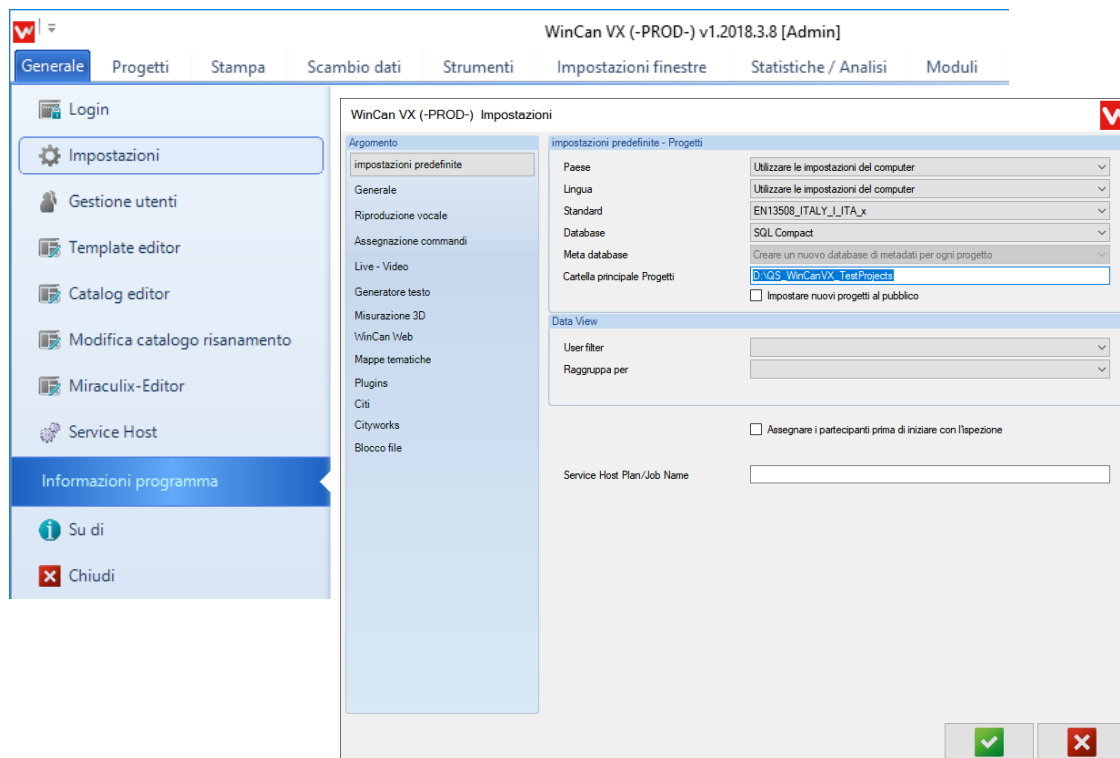 WinCan VX (-PROD-) v1.2018.3.8 [Admin]
Generale Progetti Stampa Scambio dati Strumenti Impostazioni finestre Statistiche / Analisi Moduli
Login
Impostazioni
Gestione utenti
Template editor
Catalog editor
Modifica catalogo risanamento
Miraculix-Editor
Service Host
Informazioni programma
Su di
Chiudi
WinCan VX (-PROD-) Impostazioni
Argomento
impostazioni predefinite
Generale
Riproduzione vocale
Assegnazione commandi
Live - Video
Generatore testo
Misurazione 3D
WinCan Web
Mappe tematiche
Plugins
Citi
Cityworks
Blocco file
impostazioni predefinite - Progetti
Paese Utilizzare le impostazioni del computer
Lingua Utilizzare le impostazioni del computer
Standard EN13508_ITALY_I_ITA_x
Database SQL Compact
Meta database Creare un nuovo database di metadati per ogni progetto
Cartella principale Progetti D:\QS_WinCanVX_TestProjects
Impostare nuovi progetti al pubblico
Data View
Userfilter
Raggruppa per
Assegnare i partecipanti prima di iniziare con l'ispezione
Service Host Plan/Job Name